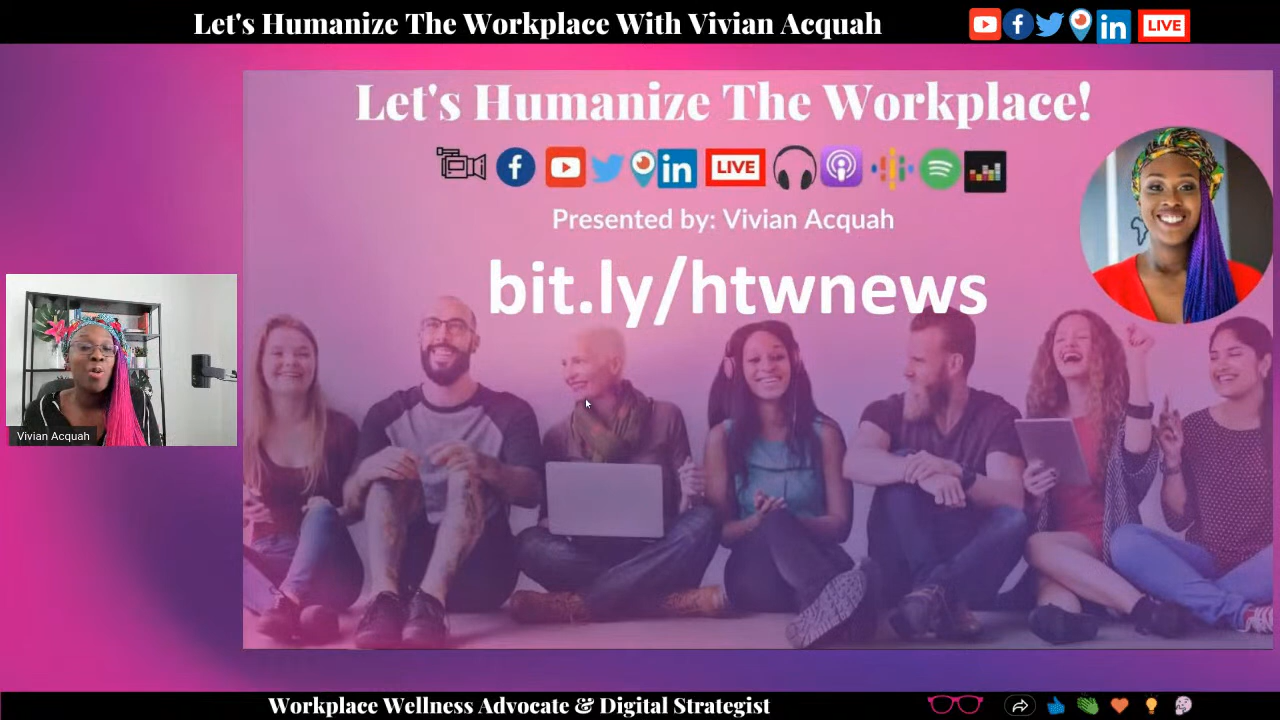 Let's Humanize The Workplace With Vivian Acquah
LIVE
Let's Humanize The Workplace!
LIVE
Presented by: Vivian Acquah
bit.ly/htwnews
Vivian Acquah
Workplace Wellness Advocate & Digital Strategist